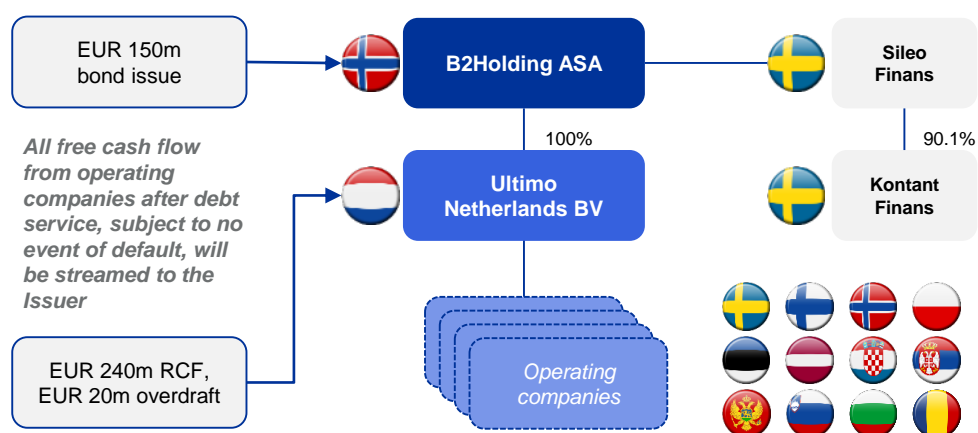 EUR 150m
bond issue
B2Holding ASA
Sileo
Finans
100%
90.1%
All free cash flow
from operating
companies after debt
service, subject to no
event of default, will
be streamed to the
Issuer
Ultimo
Netherlands BV
Kontant
Finans
EUR 240m RCF,
EUR 20m overdraft
Operating
companies